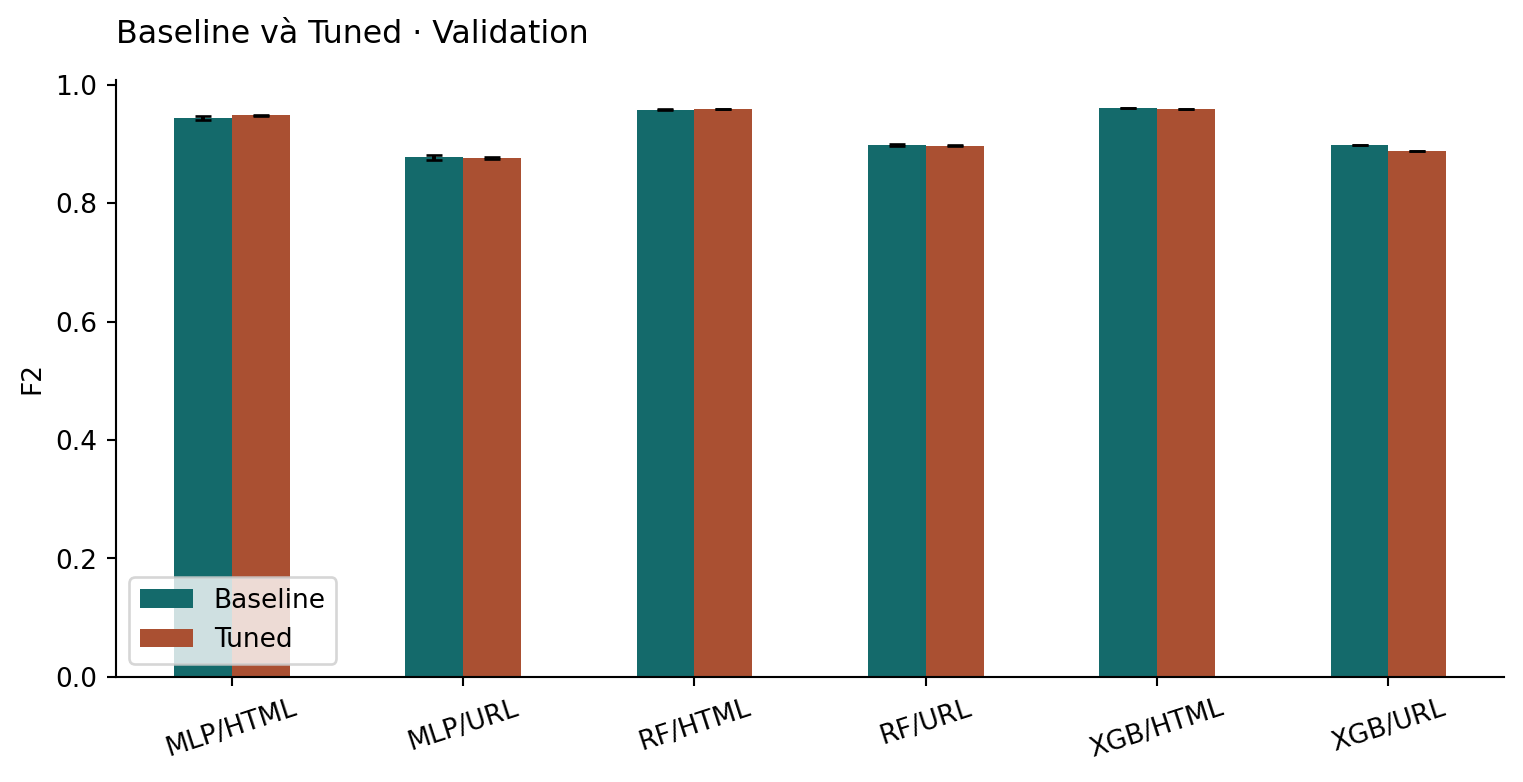 Baseline và Tuned · Validation
1.0
0.8
0.6
0.4
0.2
0.0
F2
Baseline
Tuned
MLP/HTML
MLP/URL
RF/HTML
RF/URL
XGB/HTML
XGB/URL